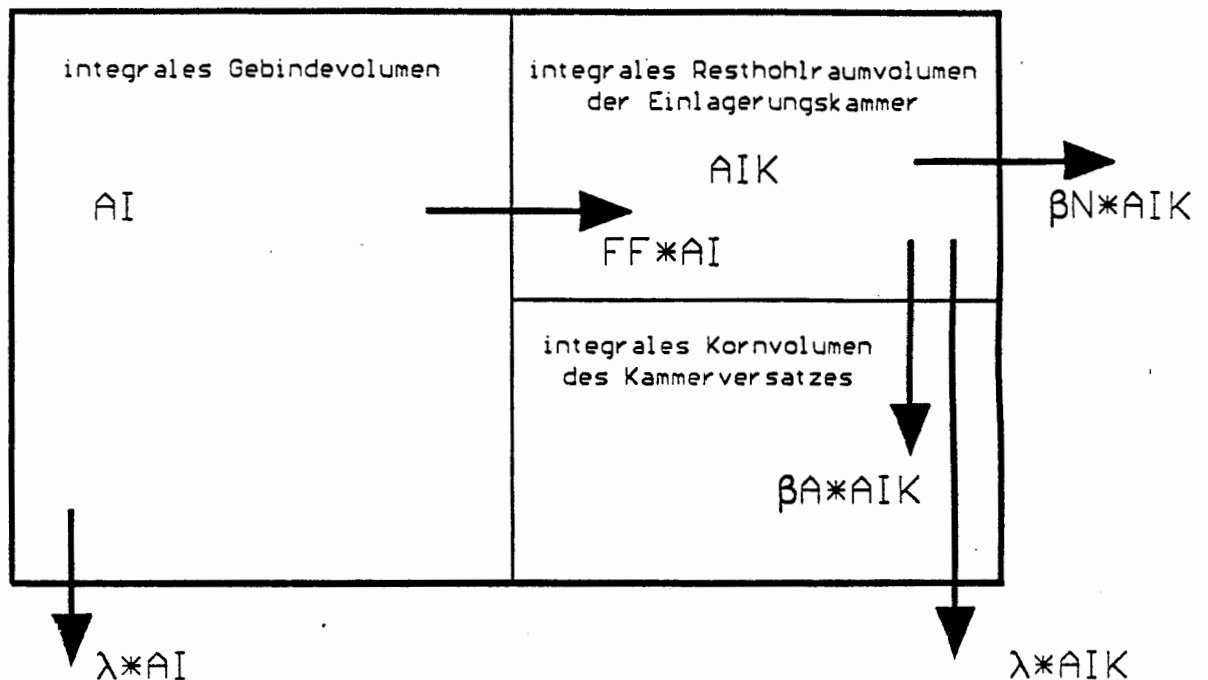 integrales Gebindevolumen
AI
integrales Resthohlraumvolumen
der Einlagerungskammer
AIK
βN*AIK
FF*AI
integrales Kornvolumen
des Kammerversatzes
βA*AIK
λ*AI
λ*AIK